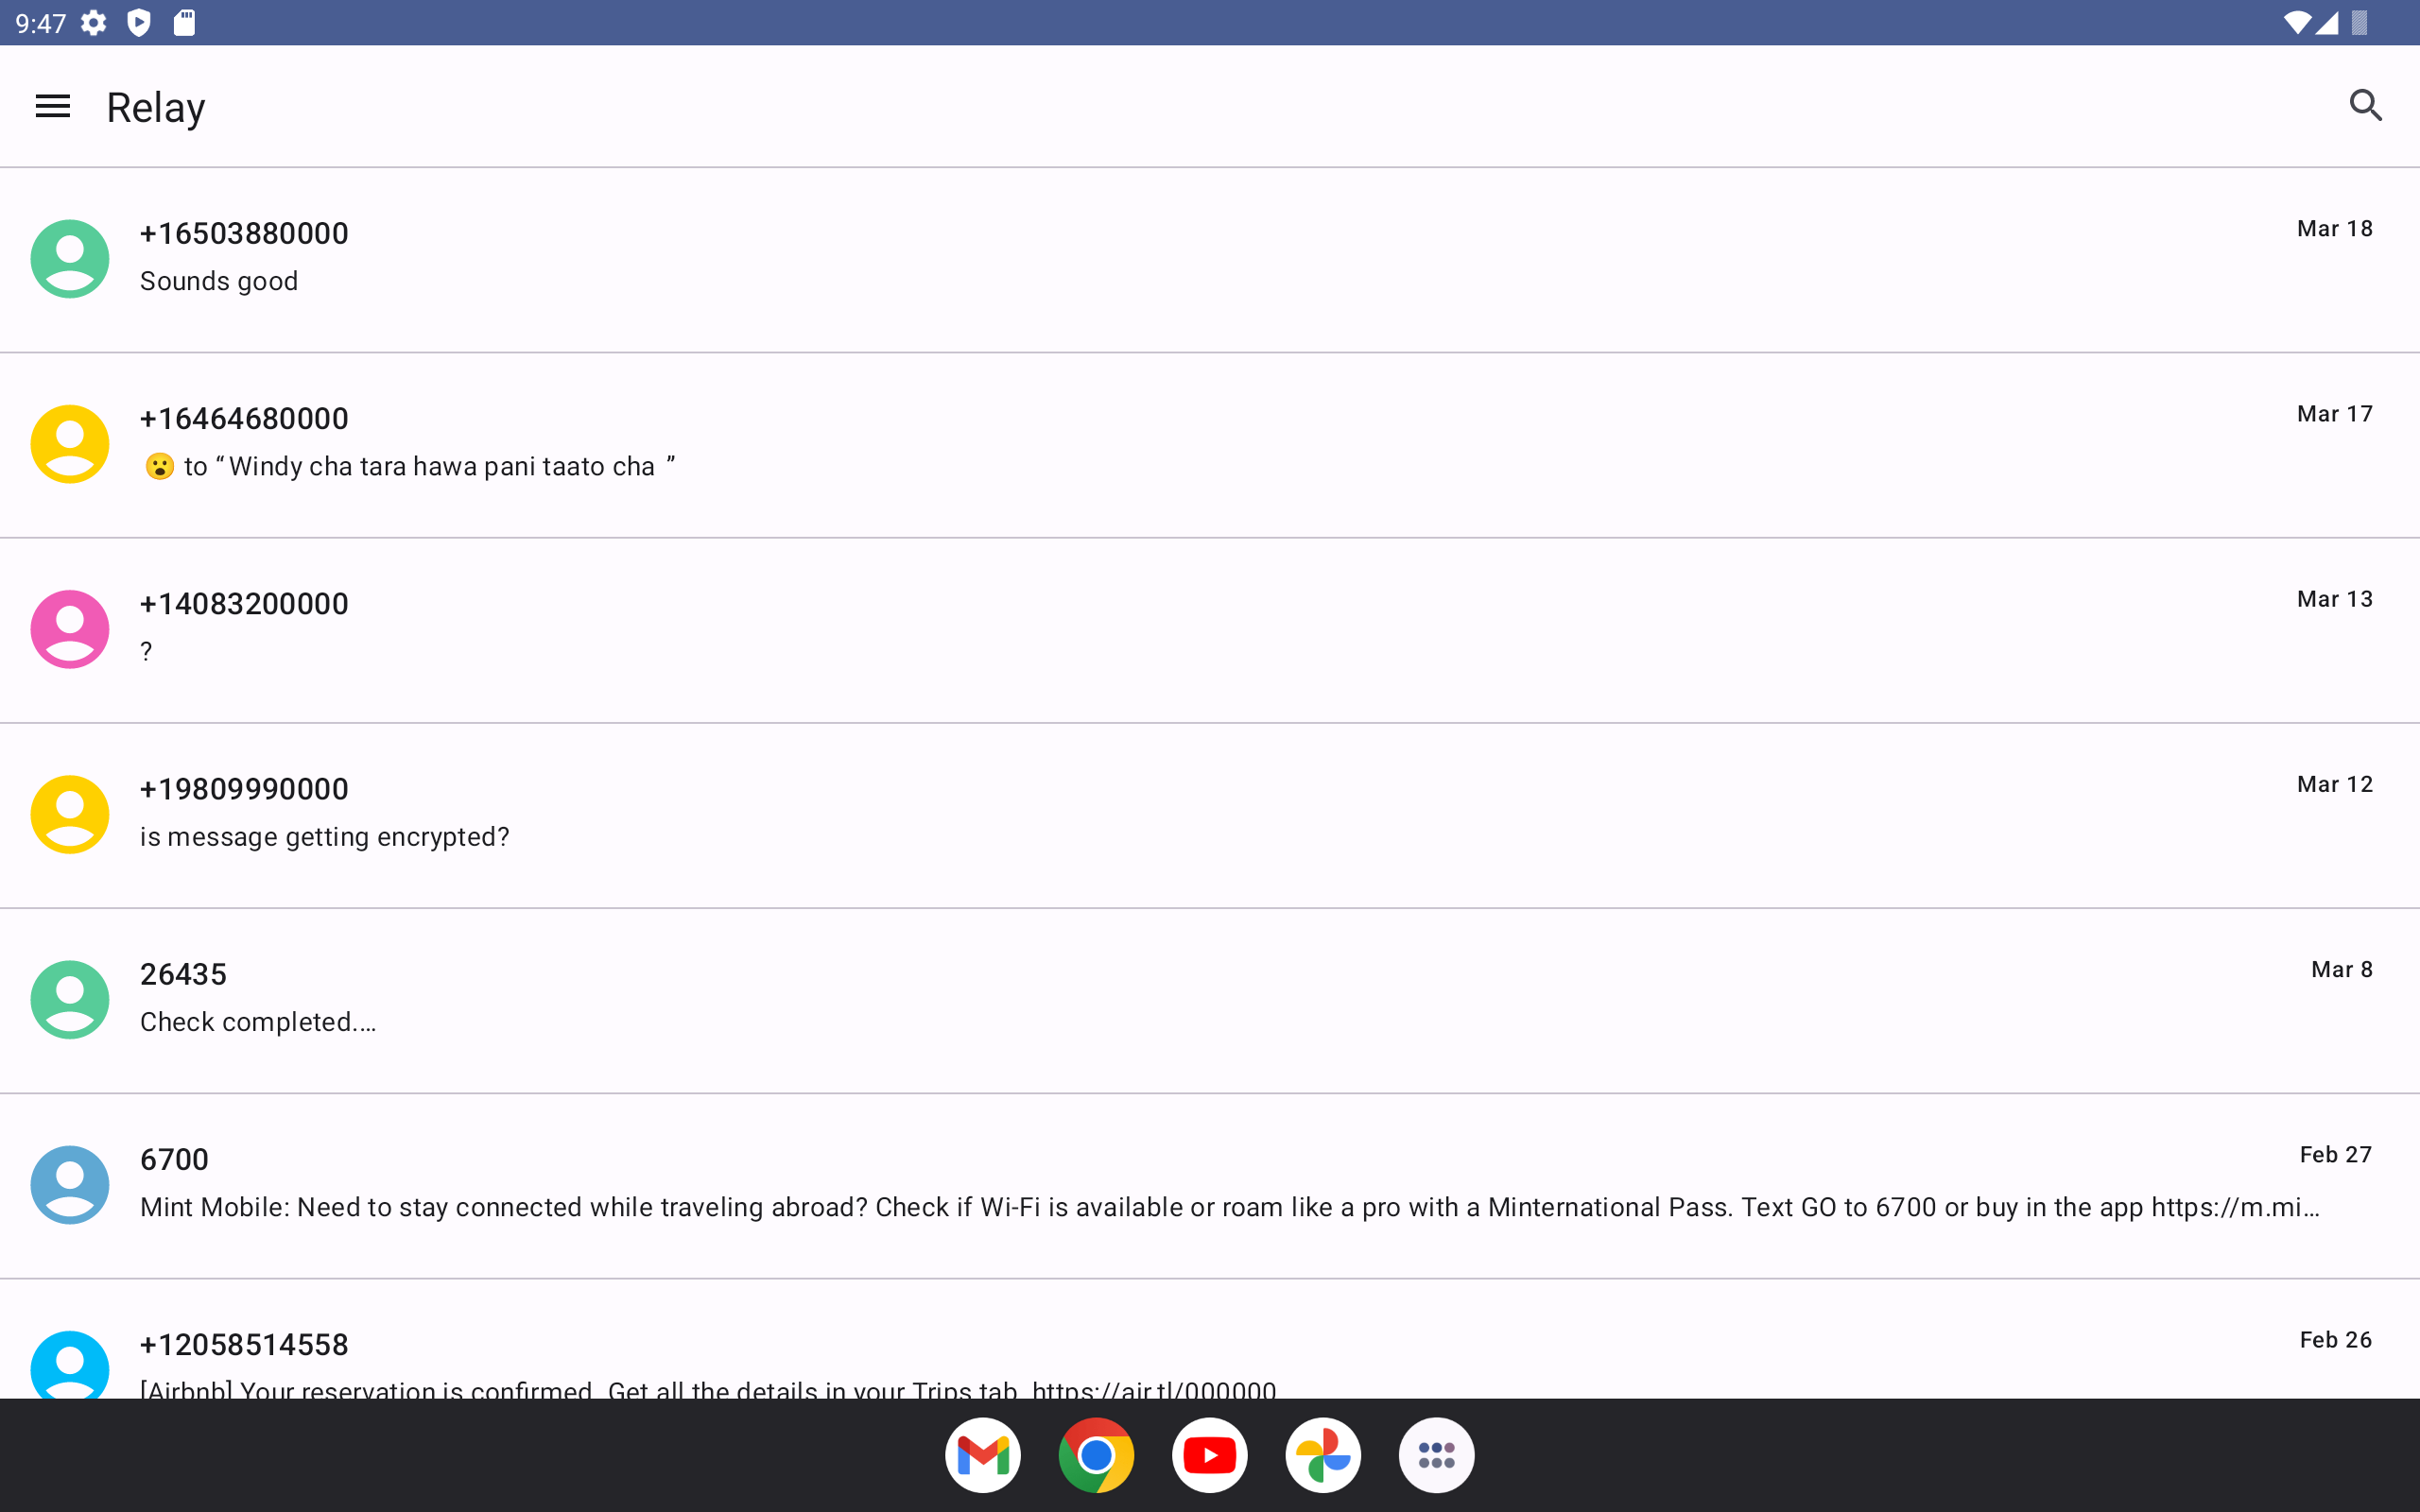 9:47
Relay
+16503880000
Mar 18
Sounds good
+16464680000
Mar 17
😮 to “Windy cha tara hawa pani taato cha ”
+14083200000
Mar 13
?
+19809990000
Mar 12
is message getting encrypted?
26435
Mar 8
Check completed.…
6700
Feb 27
Mint Mobile: Need to stay connected while traveling abroad? Check if Wi-Fi is available or roam like a pro with a Minternational Pass. Text GO to 6700 or buy in the app https://m.mi…
+12058514558
Feb 26
[Airbnb] Your reservation is confirmed. Get all the details in your Trips tab. https://air.tl/000000